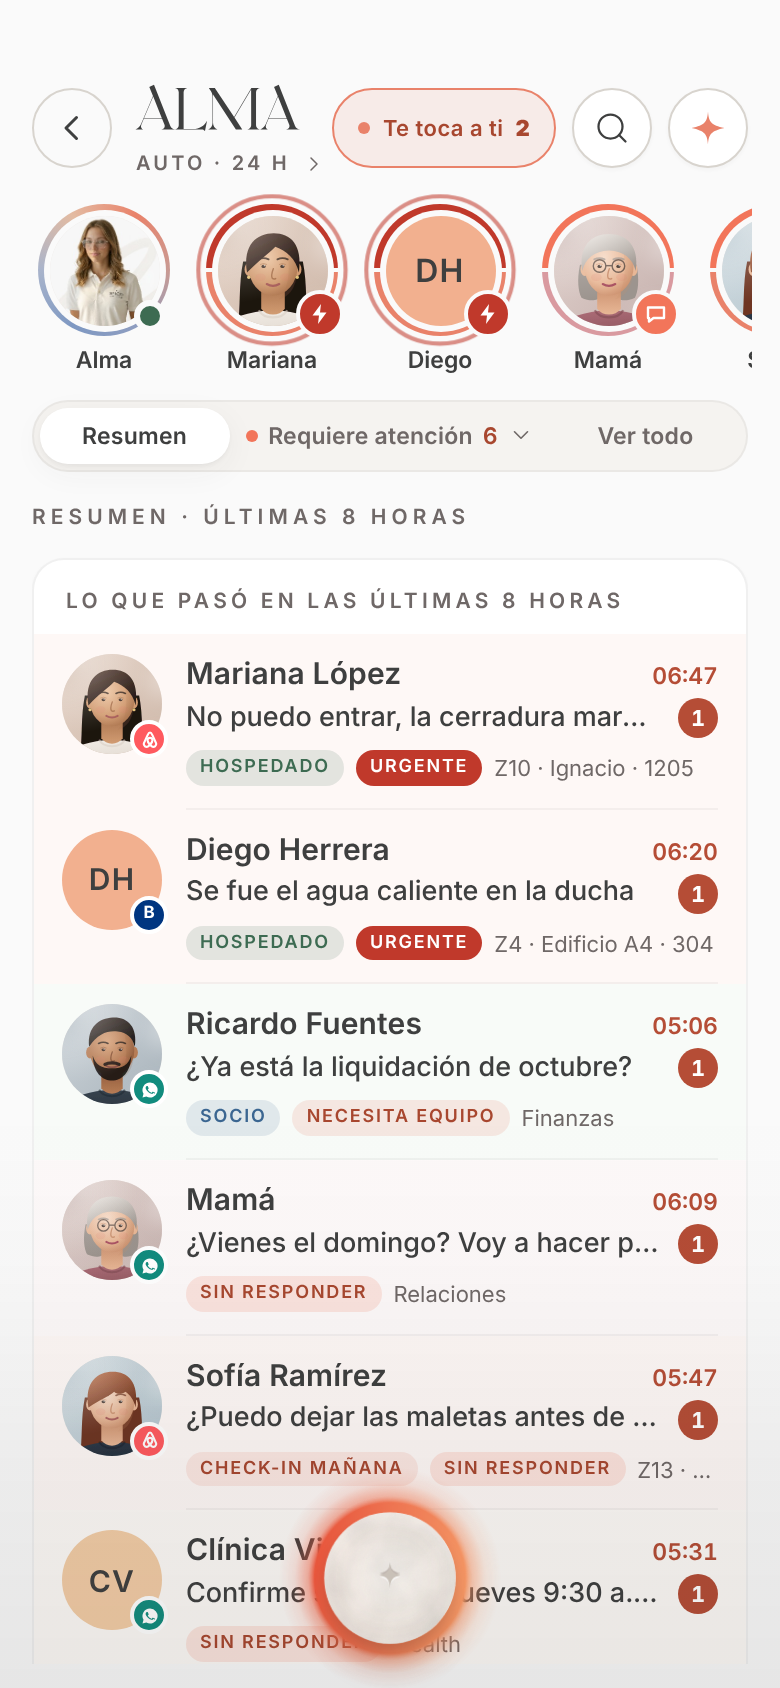 ALMA
AUTO · 24 H
Te toca a ti 2
DH
Alma
Mariana
Diego
Mamá
Resumen
Requiere atención 6
Ver todo
RESUMEN · ÚLTIMAS 8 HORAS
LO QUE PASÓ EN LAS ÚLTIMAS 8 HORAS
Mariana López 06:47
No puedo entrar, la cerradura mar... 1
HOSPEDADO URGENTE Z10 · Ignacio · 1205
DH
B
Diego Herrera 06:20
Se fue el agua caliente en la ducha 1
HOSPEDADO URGENTE Z4 · Edificio A4 · 304
Ricardo Fuentes 05:06
¿Ya está la liquidación de octubre? 1
SOCIO NECESITA EQUIPO Finanzas
Mamá 06:09
¿Vienes el domingo? Voy a hacer p... 1
SIN RESPONDER Relaciones
Sofía Ramírez 05:47
¿Puedo dejar las maletas antes de ... 1
CHECK-IN MAÑANA SIN RESPONDER Z13 · ...
CV
Clínica 05:31
Confirme 9:30 a.... 1
SIN